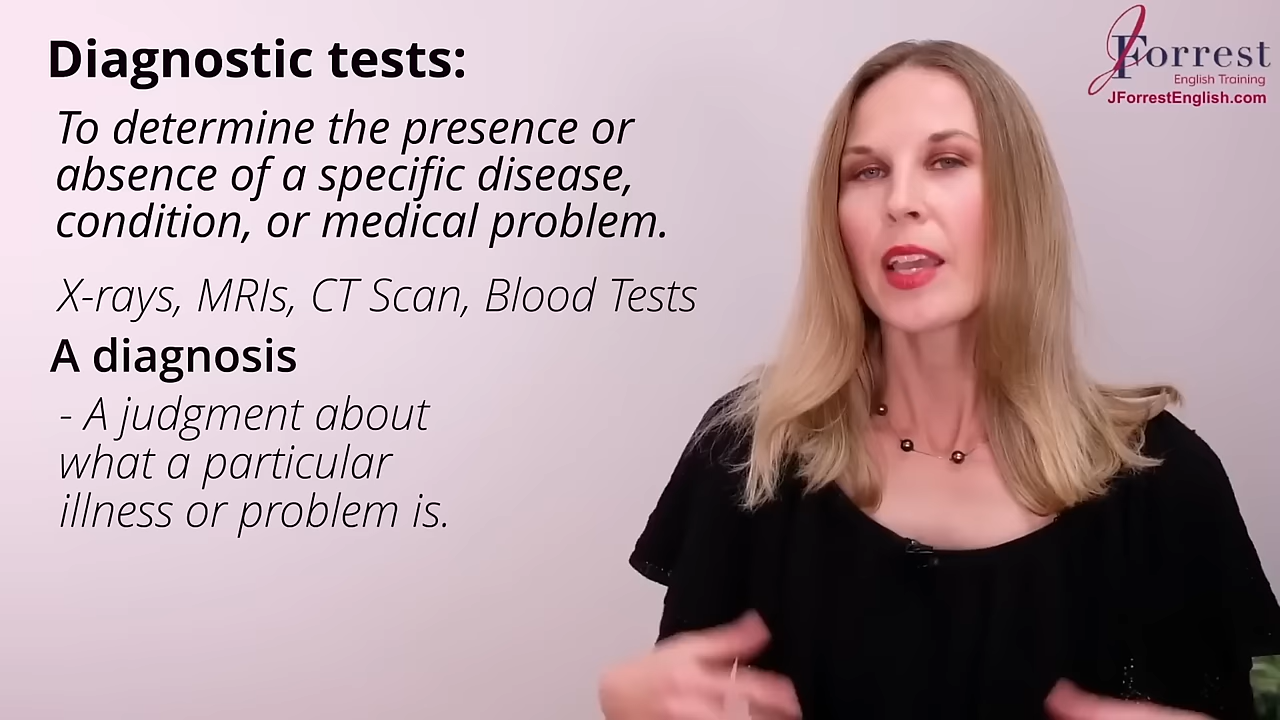 Diagnostic tests:
To determine the presence or
absence of a specific disease,
condition, or medical problem.
X-rays, MRIs, CT Scan, Blood Tests
A diagnosis
- A judgment about
what a particular
illness or problem is.
JForrest
English Training
JForrestEnglish.com